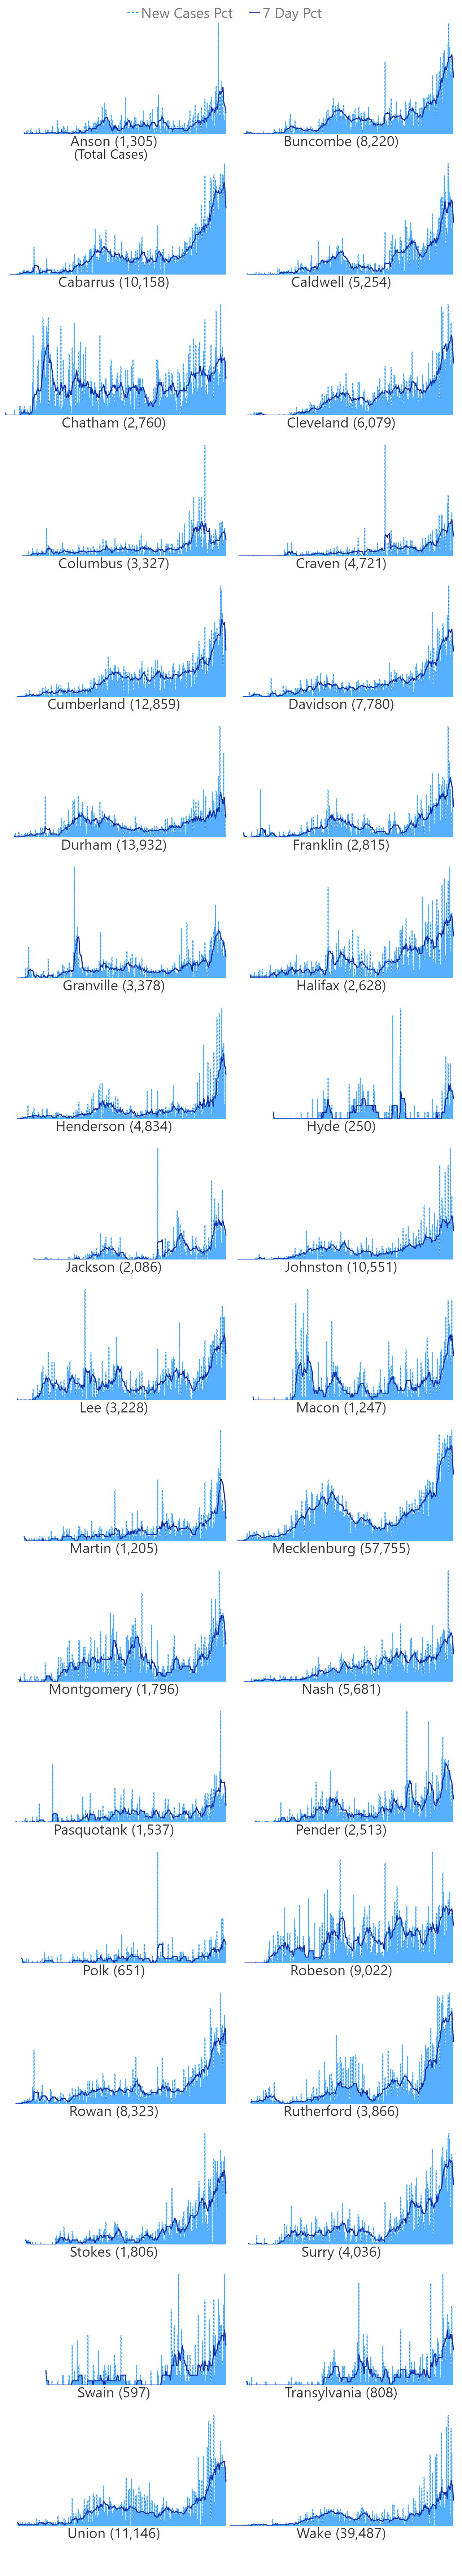 New Cases Pct 7 Day Pct
Anson (1,305) Buncombe (8,220)
(Total Cases)
Cabarrus (10,158) Caldwell (5,254)
Chatham (2,760) Cleveland (6,079)
Columbus (3,327) Craven (4,721)
Cumberland (12,859) Davidson (7,780)
Durham (13,932) Franklin (2,815)
Granville (3,378) Halifax (2,628)
Henderson (4,834) Hyde (250)
Jackson (2,086) Johnston (10,551)
Lee (3,228) Macon (1,247)
Martin (1,205) Mecklenburg (57,755)
Montgomery (1,796) Nash (5,681)
Pasquotank (1,537) Pender (2,513)
Polk (651) Robeson (9,022)
Rowan (8,323) Rutherford (3,866)
Stokes (1,806) Surry (4,036)
Swain (597) Transylvania (808)
Union (11,146) Wake (39,487)